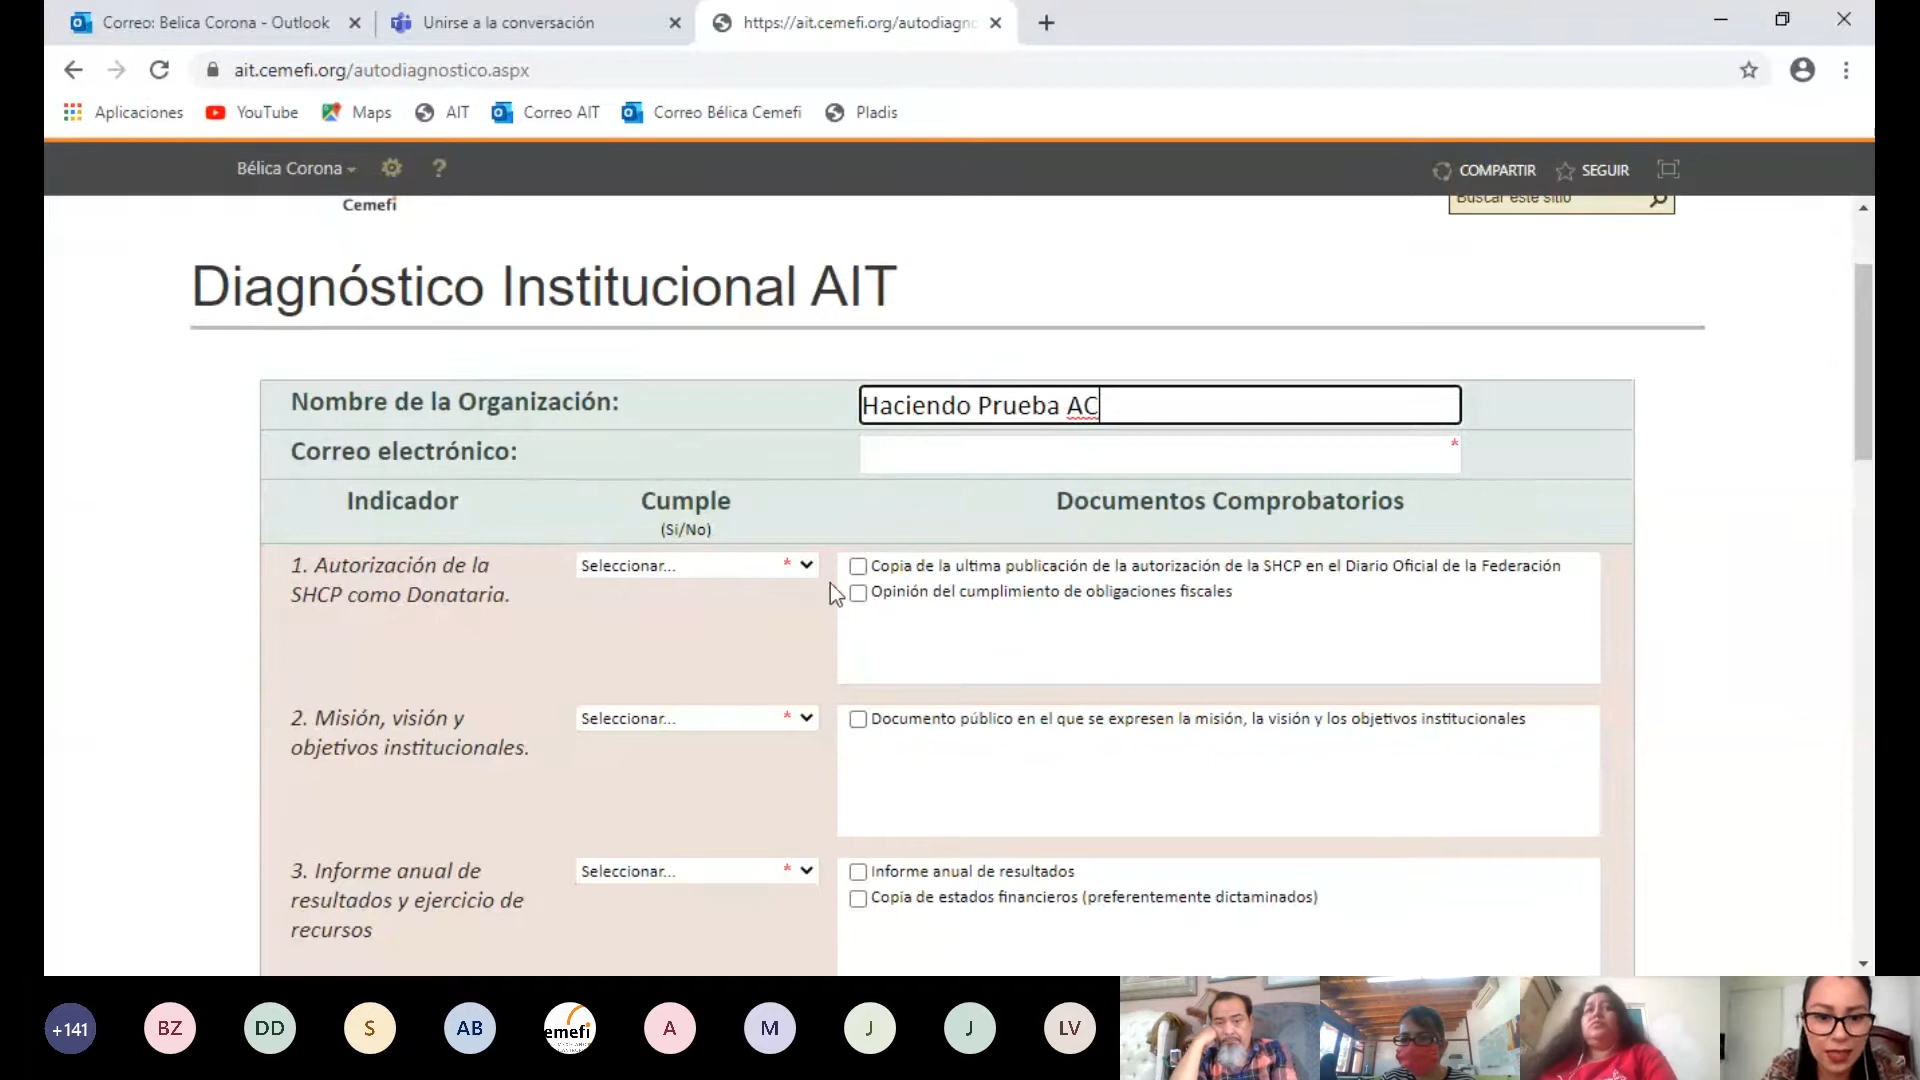 Correo: Belica Corona - Outlook
Unirse a la conversación
https://ait.cemefi.org/autodiagno
ait.cemefi.org/autodiagnostico.aspx
Aplicaciones YouTube Maps AIT Correo AIT Correo Bélica Cemefi Pladis
Bélica Corona ? COMPARTIR SEGUIR
Cemefi
Buscar este sitio
Diagnóstico Institucional AIT
Nombre de la Organización: Haciendo Prueba AC
Correo electrónico: *
Indicador Cumple Documentos Comprobatorios
(Si/No)
1. Autorización de la
SHCP como Donataria.
Seleccionar... *
Copia de la ultima publicación de la autorización de la SHCP en el Diario Oficial de la Federación
Opinión del cumplimiento de obligaciones fiscales
2. Misión, visión y
objetivos institucionales.
Seleccionar... *
Documento público en el que se expresen la misión, la visión y los objetivos institucionales
3. Informe anual de
resultados y ejercicio de
recursos
Seleccionar... *
Informe anual de resultados
Copia de estados financieros (preferentemente dictaminados)
+141 BZ DD S AB emefi A M J J LV